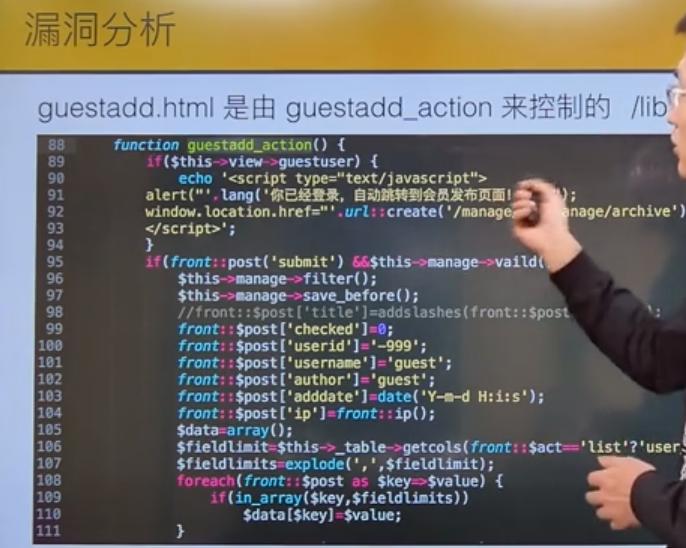 漏洞分析
guestadd.html 是由 guestadd_action 来控制的 /lib
88 function guestadd_action() {
89 if($this->view->guestuser) {
90 echo '<script type="text/javascript">
91 alert("'.lang('你已经登录，自动跳转到会员发布页面!
92 window.location.href="'.url::create('/manage anage/archive')
93 </script>';
94 }
95 if(front::post('submit') &&$this->manage->vaild(
96 $this->manage->filter();
97 $this->manage->save_before();
98 //front::$post['title']=addslashes(front::$post
99 front::$post['checked']=0;
100 front::$post['userid']='-999';
101 front::$post['username']='guest';
102 front::$post['author']='guest';
103 front::$post['adddate']=date('Y-m-d H:i:s');
104 front::$post['ip']=front::ip();
105 $data=array();
106 $fieldlimit=$this->_table->getcols(front::$act=='list'?'user
107 $fieldlimits=explode(',',$fieldlimit);
108 foreach(front::$post as $key=>$value) {
109 if(in_array($key,$fieldlimits))
110 $data[$key]=$value;
111 }